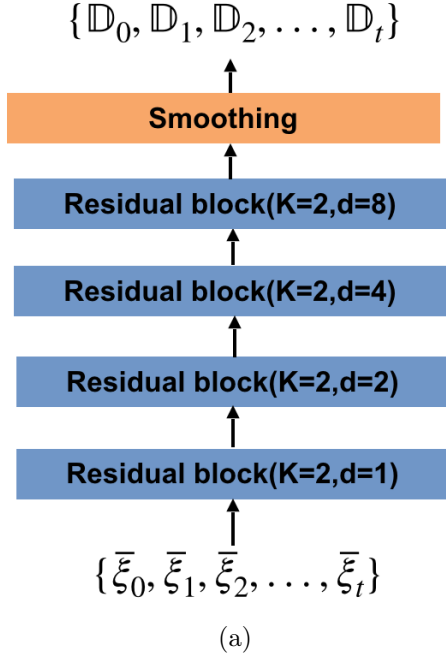 {𝔻₀, 𝔻₁, 𝔻₂, . . . , 𝔻ₜ}
Smoothing
Residual block(K=2,d=8)
Residual block(K=2,d=4)
Residual block(K=2,d=2)
Residual block(K=2,d=1)
{ξ̅₀, ξ̅₁, ξ̅₂, . . . , ξ̅ₜ}
(a)